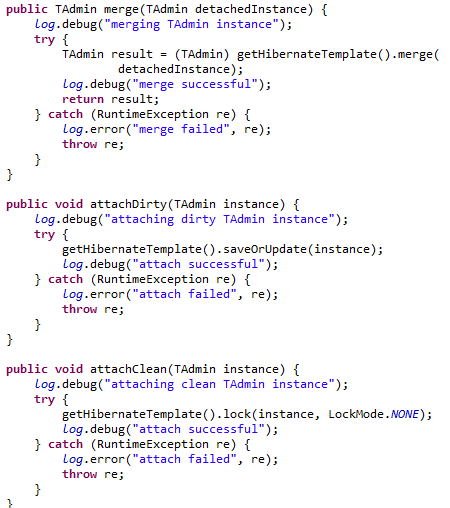 public TAdmin merge(TAdmin detachedInstance) {
    log.debug("merging TAdmin instance");
    try {
        TAdmin result = (TAdmin) getHibernateTemplate().merge(
                detachedInstance);
        log.debug("merge successful");
        return result;
    } catch (RuntimeException re) {
        log.error("merge failed", re);
        throw re;
    }
}

public void attachDirty(TAdmin instance) {
    log.debug("attaching dirty TAdmin instance");
    try {
        getHibernateTemplate().saveOrUpdate(instance);
        log.debug("attach successful");
    } catch (RuntimeException re) {
        log.error("attach failed", re);
        throw re;
    }
}

public void attachClean(TAdmin instance) {
    log.debug("attaching clean TAdmin instance");
    try {
        getHibernateTemplate().lock(instance, LockMode.NONE);
        log.debug("attach successful");
    } catch (RuntimeException re) {
        log.error("attach failed", re);
        throw re;
    }
}